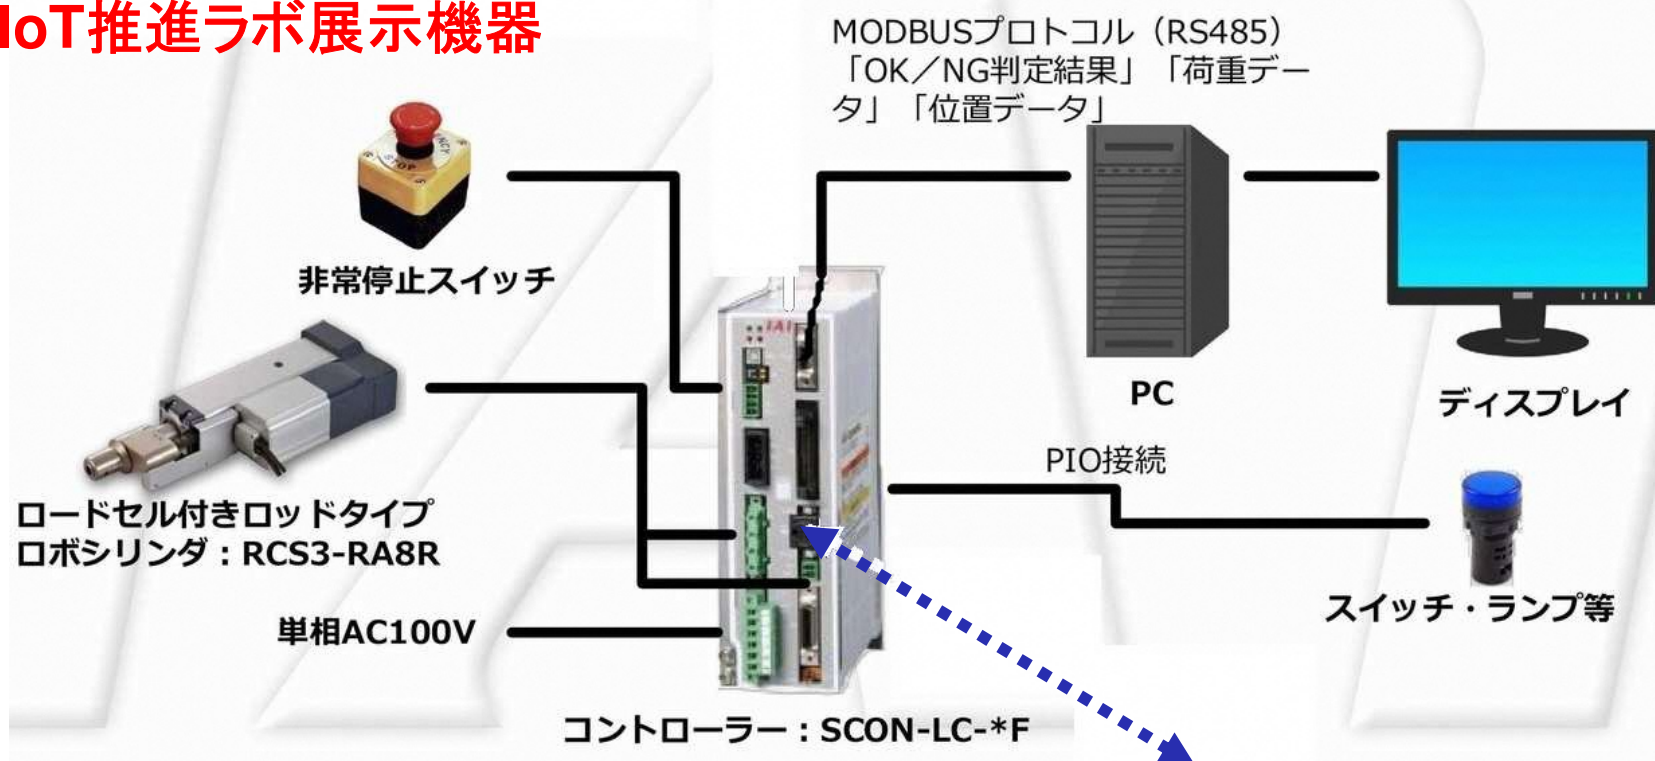 IoT推進ラボ展示機器
MODBUSプロトコル（RS485）
「OK／NG判定結果」「荷重デー
タ」「位置データ」
非常停止スイッチ
IAI
PC
ディスプレイ
PIO接続
ロードセル付きロッドタイプ
ロボシリンダ：RCS3-RA8R
スイッチ・ランプ等
単相AC100V
コントローラー：SCON-LC-*F